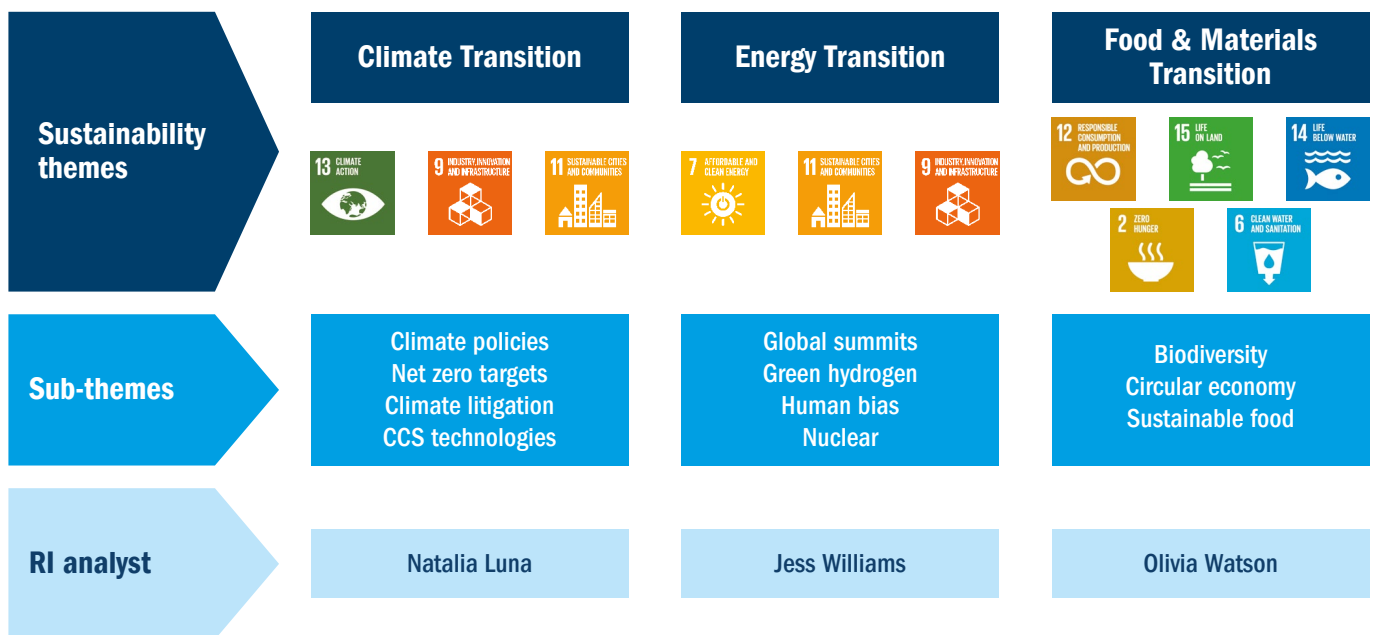 Sustainability
themes
Climate Transition
Energy Transition
Food & Materials
Transition
13 CLIMATE
ACTION
9 INDUSTRY, INNOVATION
AND INFRASTRUCTURE
11 SUSTAINABLE CITIES
AND COMMUNITIES
7 AFFORDABLE AND
CLEAN ENERGY
11 SUSTAINABLE CITIES
AND COMMUNITIES
9 INDUSTRY, INNOVATION
AND INFRASTRUCTURE
12 RESPONSIBLE
CONSUMPTION
AND PRODUCTION
15 LIFE
ON LAND
14 LIFE
BELOW WATER
2 ZERO
HUNGER
6 CLEAN WATER
AND SANITATION
Sub-themes
Climate policies
Net zero targets
Climate litigation
CCS technologies
Global summits
Green hydrogen
Human bias
Nuclear
Biodiversity
Circular economy
Sustainable food
RI analyst
Natalia Luna
Jess Williams
Olivia Watson